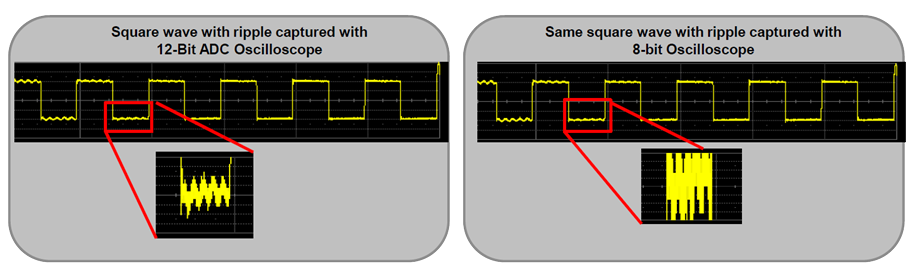 Square wave with ripple captured with
12-Bit ADC Oscilloscope
Same square wave with ripple captured with
8-bit Oscilloscope